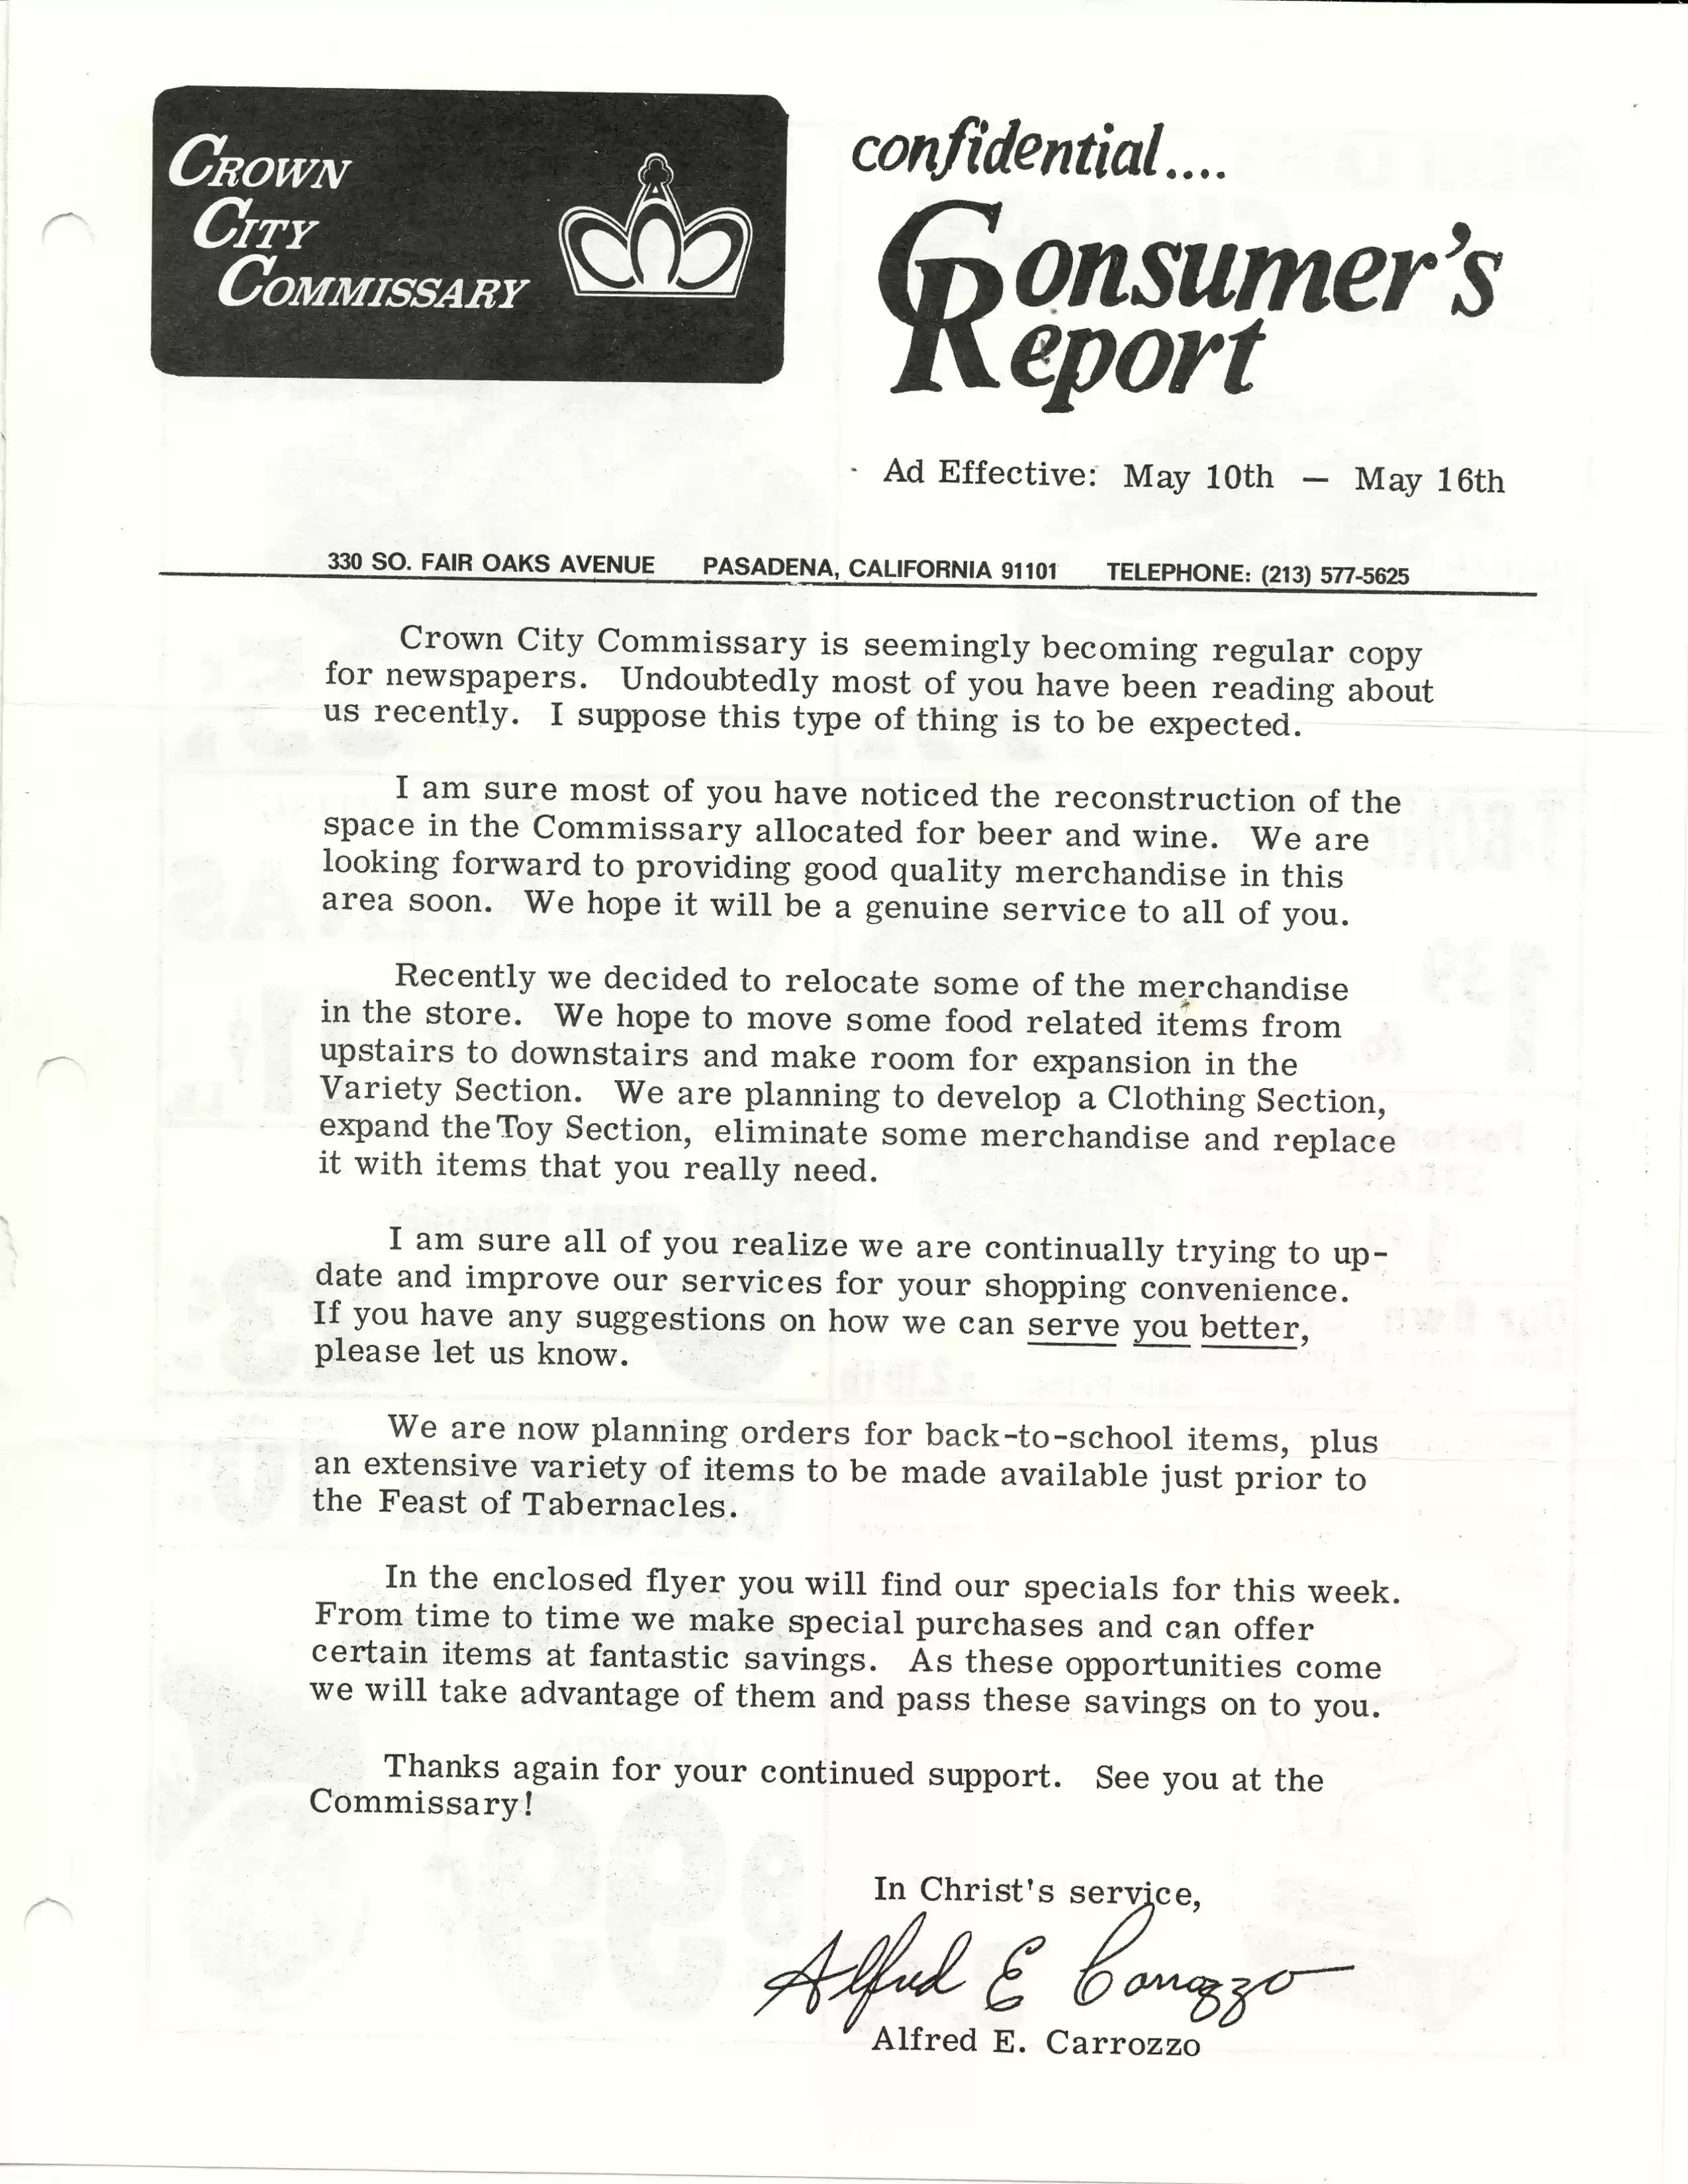 CROWN
CITY
COMMISSARY
confidential....
Consumer's
Report
Ad Effective: May 10th — May 16th
330 SO. FAIR OAKS AVENUE PASADENA, CALIFORNIA 91101 TELEPHONE: (213) 577-5625
Crown City Commissary is seemingly becoming regular copy
for newspapers. Undoubtedly most of you have been reading about
us recently. I suppose this type of thing is to be expected.
I am sure most of you have noticed the reconstruction of the
space in the Commissary allocated for beer and wine. We are
looking forward to providing good quality merchandise in this
area soon. We hope it will be a genuine service to all of you.
Recently we decided to relocate some of the merchandise
in the store. We hope to move some food related items from
upstairs to downstairs and make room for expansion in the
Variety Section. We are planning to develop a Clothing Section,
expand the Toy Section, eliminate some merchandise and replace
it with items that you really need.
I am sure all of you realize we are continually trying to up-
date and improve our services for your shopping convenience.
If you have any suggestions on how we can serve you better,
please let us know.
We are now planning orders for back-to-school items, plus
an extensive variety of items to be made available just prior to
the Feast of Tabernacles.
In the enclosed flyer you will find our specials for this week.
From time to time we make special purchases and can offer
certain items at fantastic savings. As these opportunities come
we will take advantage of them and pass these savings on to you.
Thanks again for your continued support. See you at the
Commissary!
In Christ's service,
Alfred E Carrozzo
Alfred E. Carrozzo